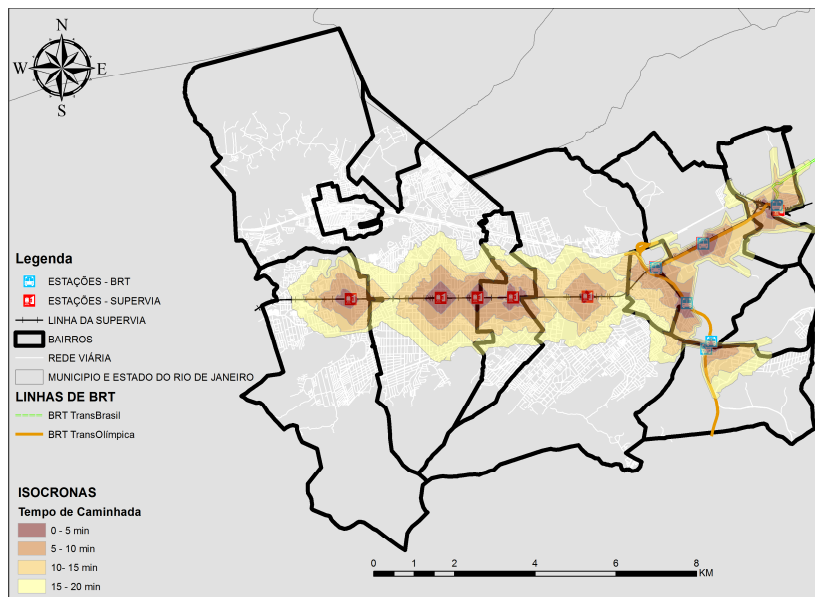 N
W E
S
Legenda
ESTAÇÕES - BRT
ESTAÇÕES - SUPERVIA
LINHA DA SUPERVIA
BAIRROS
REDE VIÁRIA
MUNICIPIO E ESTADO DO RIO DE JANEIRO
LINHAS DE BRT
BRT TransBrasil
BRT TransOlímpica
ISOCRONAS
Tempo de Caminhada
0 - 5 min
5 - 10 min
10- 15 min
15 - 20 min
0 1 2 4 6 8
KM